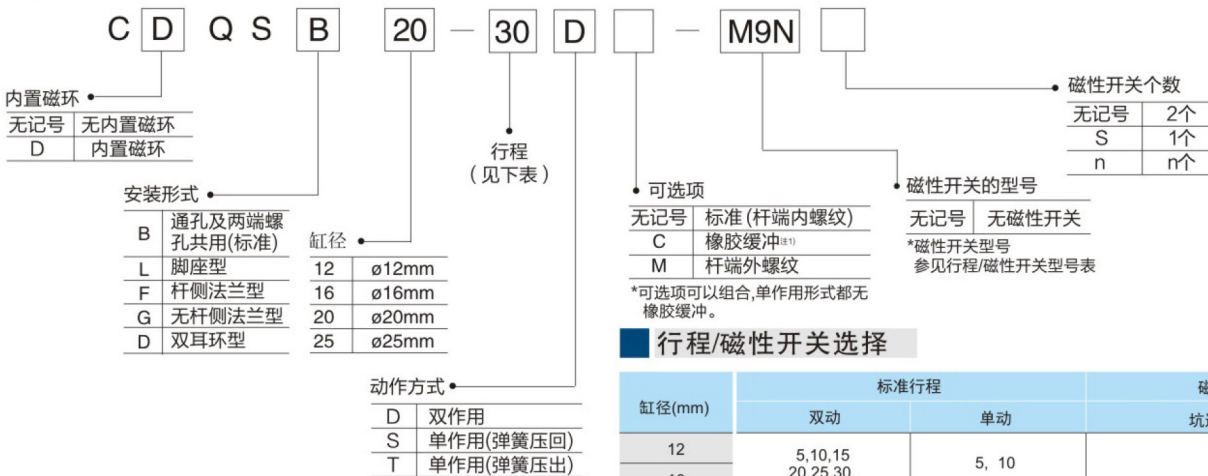 C D Q S B 20 — 30 D — M9N
内置磁环
无记号 无内置磁环
D 内置磁环
安装形式
B 通孔及两端螺
孔共用(标准)
L 脚座型
F 杆侧法兰型
G 无杆侧法兰型
D 双耳环型
缸径
12 ø12mm
16 ø16mm
20 ø20mm
25 ø25mm
行程
(见下表)
动作方式
D 双作用
S 单作用(弹簧压回)
T 单作用(弹簧压出)
可选项
无记号 标准(杆端内螺纹)
C 橡胶缓冲注1)
M 杆端外螺纹
*可选项可以组合,单作用形式都无
橡胶缓冲。
磁性开关的型号
无记号 无磁性开关
*磁性开关型号
参见行程/磁性开关型号表
磁性开关个数
无记号 2个
S 1个
n n个
行程/磁性开关选择
缸径(mm) 标准行程
双动 单动
12 5,10,15 5, 10
20,25,30